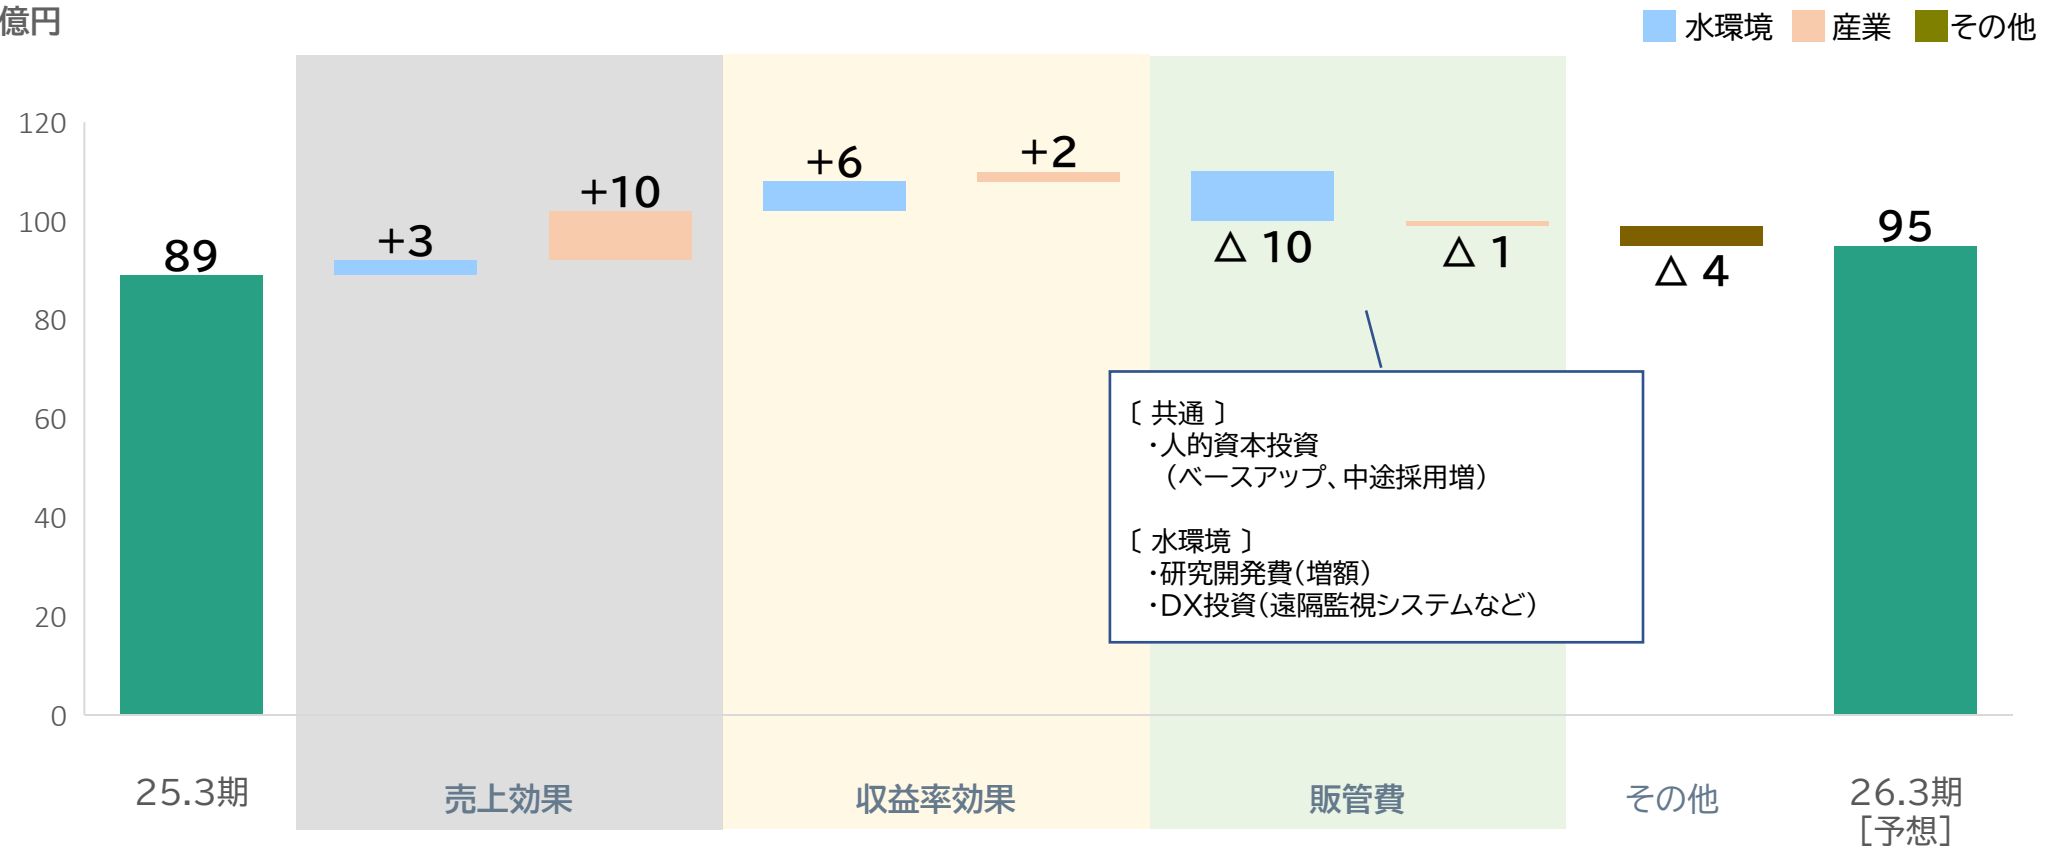 億円
水環境 産業 その他
120
100
80
60
40
20
0
89
+3
+10
+6
+2
△ 10
△ 1
△ 4
95
〔 共通 〕
・人的資本投資
（ベースアップ、中途採用増）
〔 水環境 〕
・研究開発費（増額）
・DX投資（遠隔監視システムなど）
25.3期
売上効果
収益率効果
販管費
その他
26.3期
［予想］